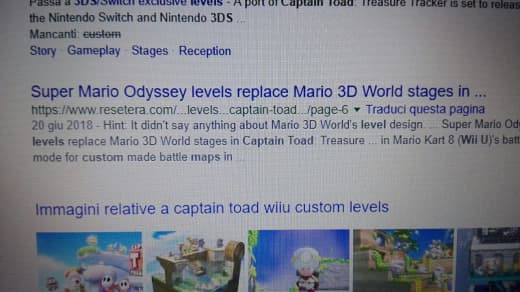 Passa a 3DS/Switch exclusive levels - A port of Captain Toad: Treasure Tracker is set to releas
the Nintendo Switch and Nintendo 3DS ...
Mancanti: custom
Story · Gameplay · Stages · Reception
Super Mario Odyssey levels replace Mario 3D World stages in ...
https://www.resetera.com/...levels...captain-toad.../page-6 ▼ Traduci questa pagina
20 giu 2018 - Hint: It didn't say anything about Mario 3D World's level design. ... Super Mario Od
levels replace Mario 3D World stages in Captain Toad: Treasure ... in Mario Kart 8 (Wii U)'s batt
mode for custom made battle maps in ...
Immagini relative a captain toad wiiu custom levels